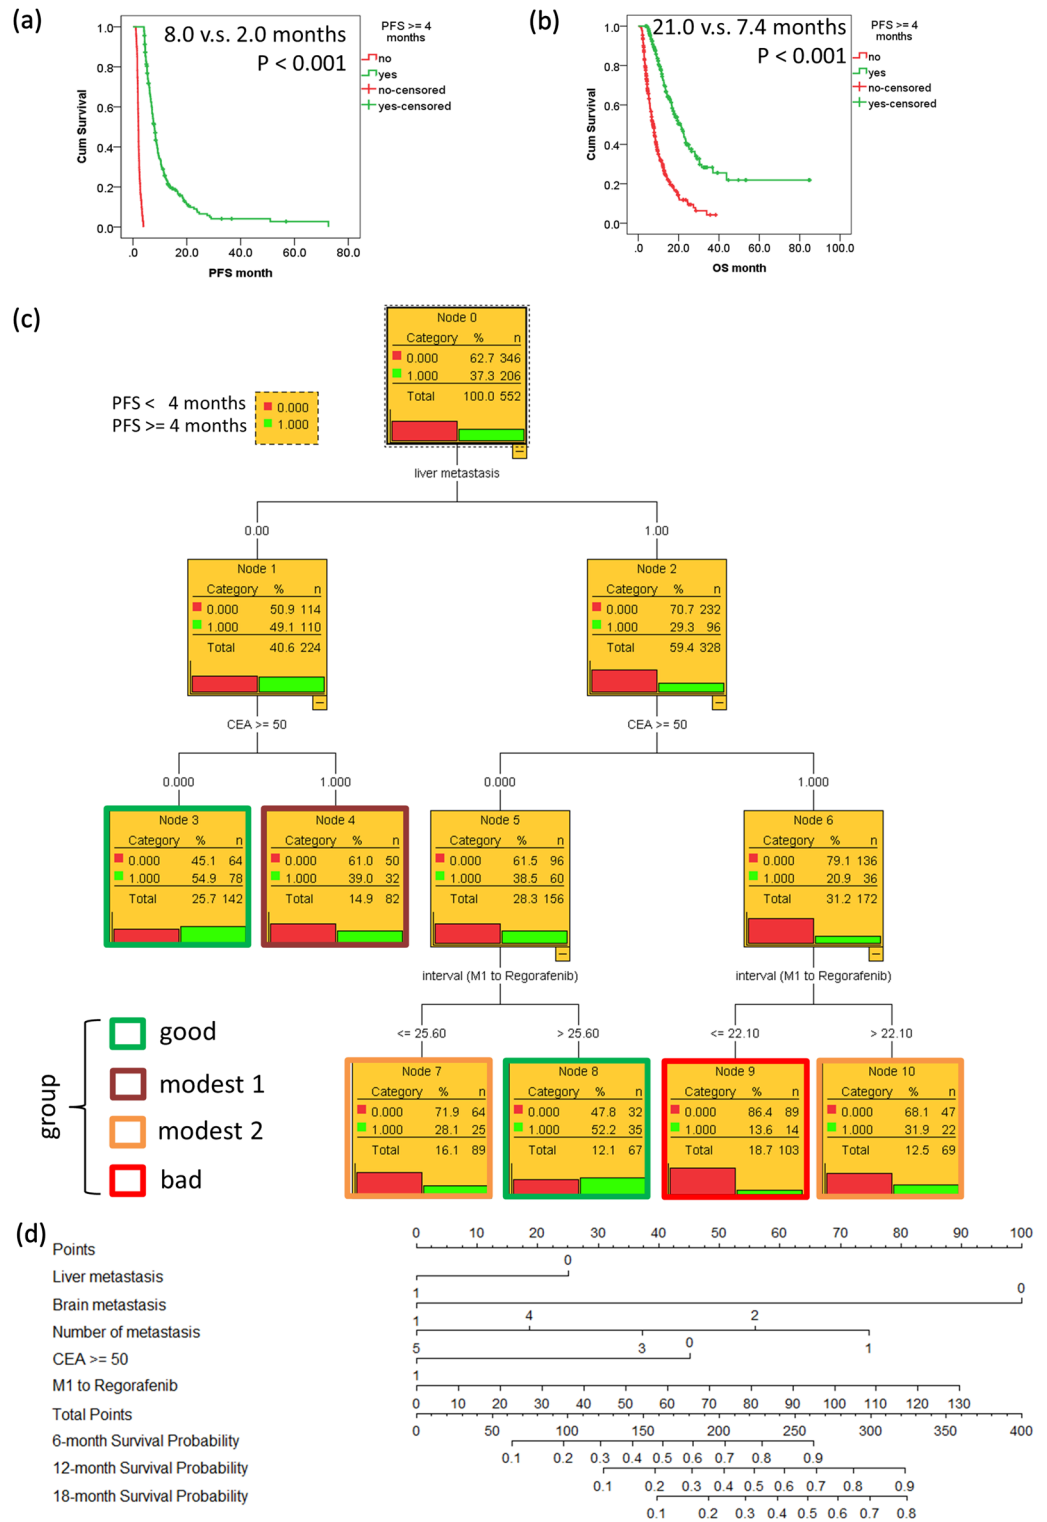 (a)
8.0 v.s. 2.0 months
P < 0.001
PFS >= 4
months
no
yes
no-censored
yes-censored
Cum Survival
1.0
0.8
0.6
0.4
0.2
0.0
.0 20.0 40.0 60.0 80.0
PFS month
(b)
21.0 v.s. 7.4 months
P < 0.001
PFS >= 4
months
no
yes
no-censored
yes-censored
Cum Survival
1.0
0.8
0.6
0.4
0.2
0.0
.0 20.0 40.0 60.0 80.0 100.0
OS month
(c)
Node 0
Category % n
0.000 62.7 346
1.000 37.3 206
Total 100.0 552
PFS < 4 months 0.000
PFS >= 4 months 1.000
liver metastasis
0.00 1.00
Node 1
Category % n
0.000 50.9 114
1.000 49.1 110
Total 40.6 224
Node 2
Category % n
0.000 70.7 232
1.000 29.3 96
Total 59.4 328
CEA >= 50
CEA >= 50
0.000 1.000 0.000 1.000
Node 3
Category % n
0.000 45.1 64
1.000 54.9 78
Total 25.7 142
Node 4
Category % n
0.000 61.0 50
1.000 39.0 32
Total 14.9 82
Node 5
Category % n
0.000 61.5 96
1.000 38.5 60
Total 28.3 156
Node 6
Category % n
0.000 79.1 136
1.000 20.9 36
Total 31.2 172
interval (M1 to Regorafenib)
interval (M1 to Regorafenib)
<= 25.60 > 25.60 <= 22.10 > 22.10
group
good
modest 1
modest 2
bad
Node 7
Category % n
0.000 71.9 64
1.000 28.1 25
Total 16.1 89
Node 8
Category % n
0.000 47.8 32
1.000 52.2 35
Total 12.1 67
Node 9
Category % n
0.000 86.4 89
1.000 13.6 14
Total 18.7 103
Node 10
Category % n
0.000 68.1 47
1.000 31.9 22
Total 12.5 69
(d)
Points
0 10 20 30 40 50 60 70 80 90 100
Liver metastasis
0
1
Brain metastasis
0
1
Number of metastasis
4 2
5 3 1
CEA >= 50
0
1
M1 to Regorafenib
0 10 20 30 40 50 60 70 80 90 100 110 120 130
Total Points
0 50 100 150 200 250 300 350 400
6-month Survival Probability
0.1 0.2 0.3 0.4 0.5 0.6 0.7 0.8 0.9
12-month Survival Probability
0.1 0.2 0.3 0.4 0.5 0.6 0.7 0.8 0.9
18-month Survival Probability
0.1 0.2 0.3 0.4 0.5 0.6 0.7 0.8